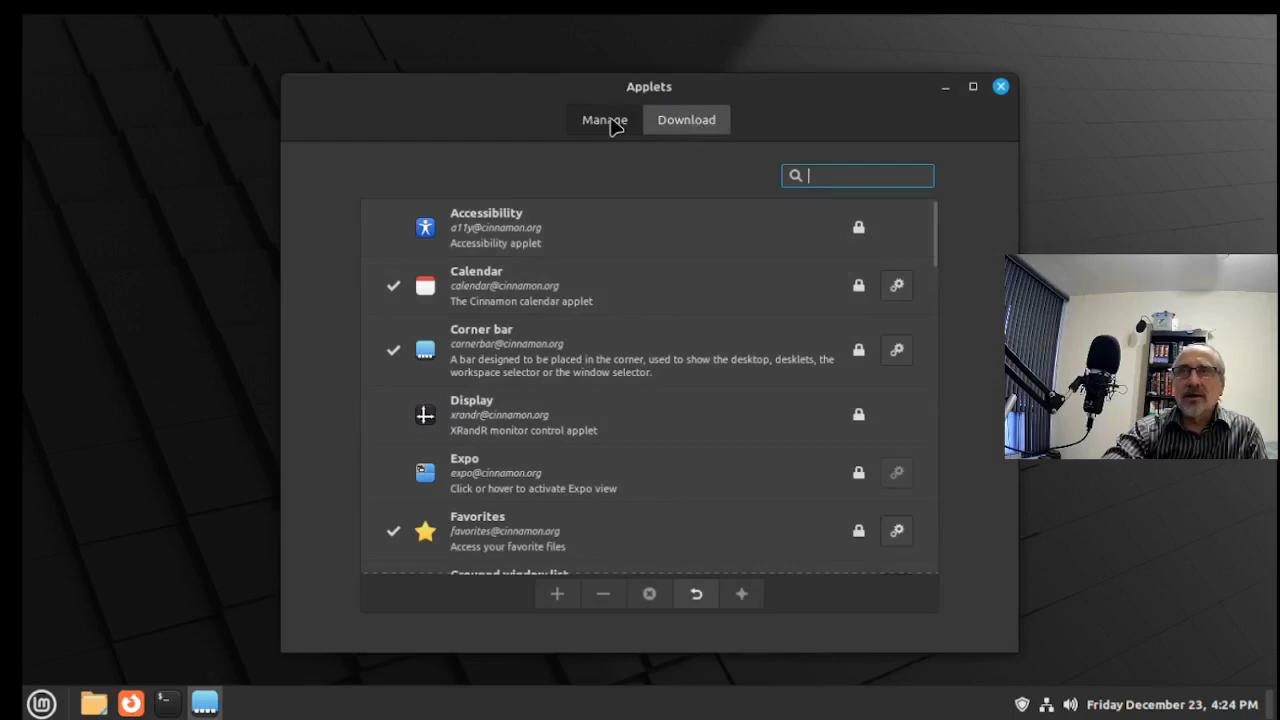 Applets
Manage
Download
Accessibility
a11y@cinnamon.org
Accessibility applet
Calendar
calendar@cinnamon.org
The Cinnamon calendar applet
Corner bar
cornerbar@cinnamon.org
A bar designed to be placed in the corner, used to show the desktop, desklets, the
workspace selector or the window selector.
Display
xrandr@cinnamon.org
XRandR monitor control applet
Expo
expo@cinnamon.org
Click or hover to activate Expo view
Favorites
favorites@cinnamon.org
Access your favorite files
Grouped window list
Friday December 23, 4:24 PM